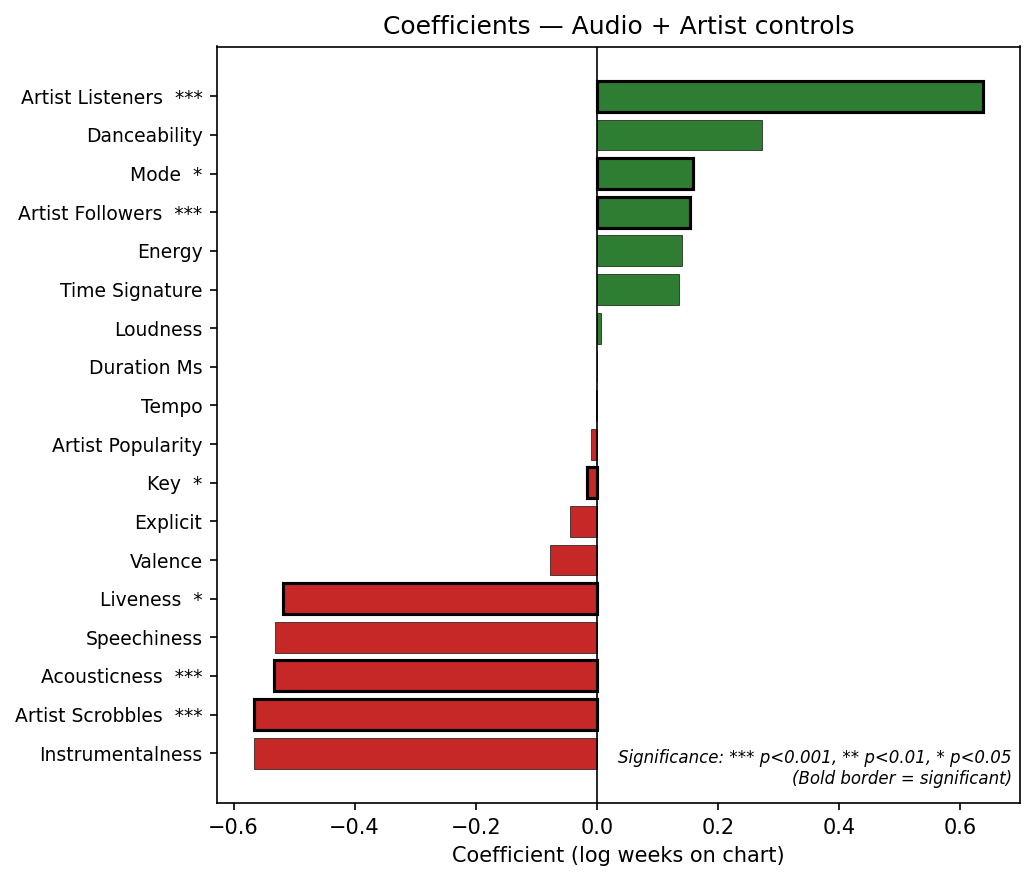 Coefficients — Audio + Artist controls
Artist Listeners ***
Danceability
Mode *
Artist Followers ***
Energy
Time Signature
Loudness
Duration Ms
Tempo
Artist Popularity
Key *
Explicit
Valence
Liveness *
Speechiness
Acousticness ***
Artist Scrobbles ***
Instrumentalness
Significance: *** p<0.001, ** p<0.01, * p<0.05
(Bold border = significant)
−0.6 −0.4 −0.2 0.0 0.2 0.4 0.6
Coefficient (log weeks on chart)